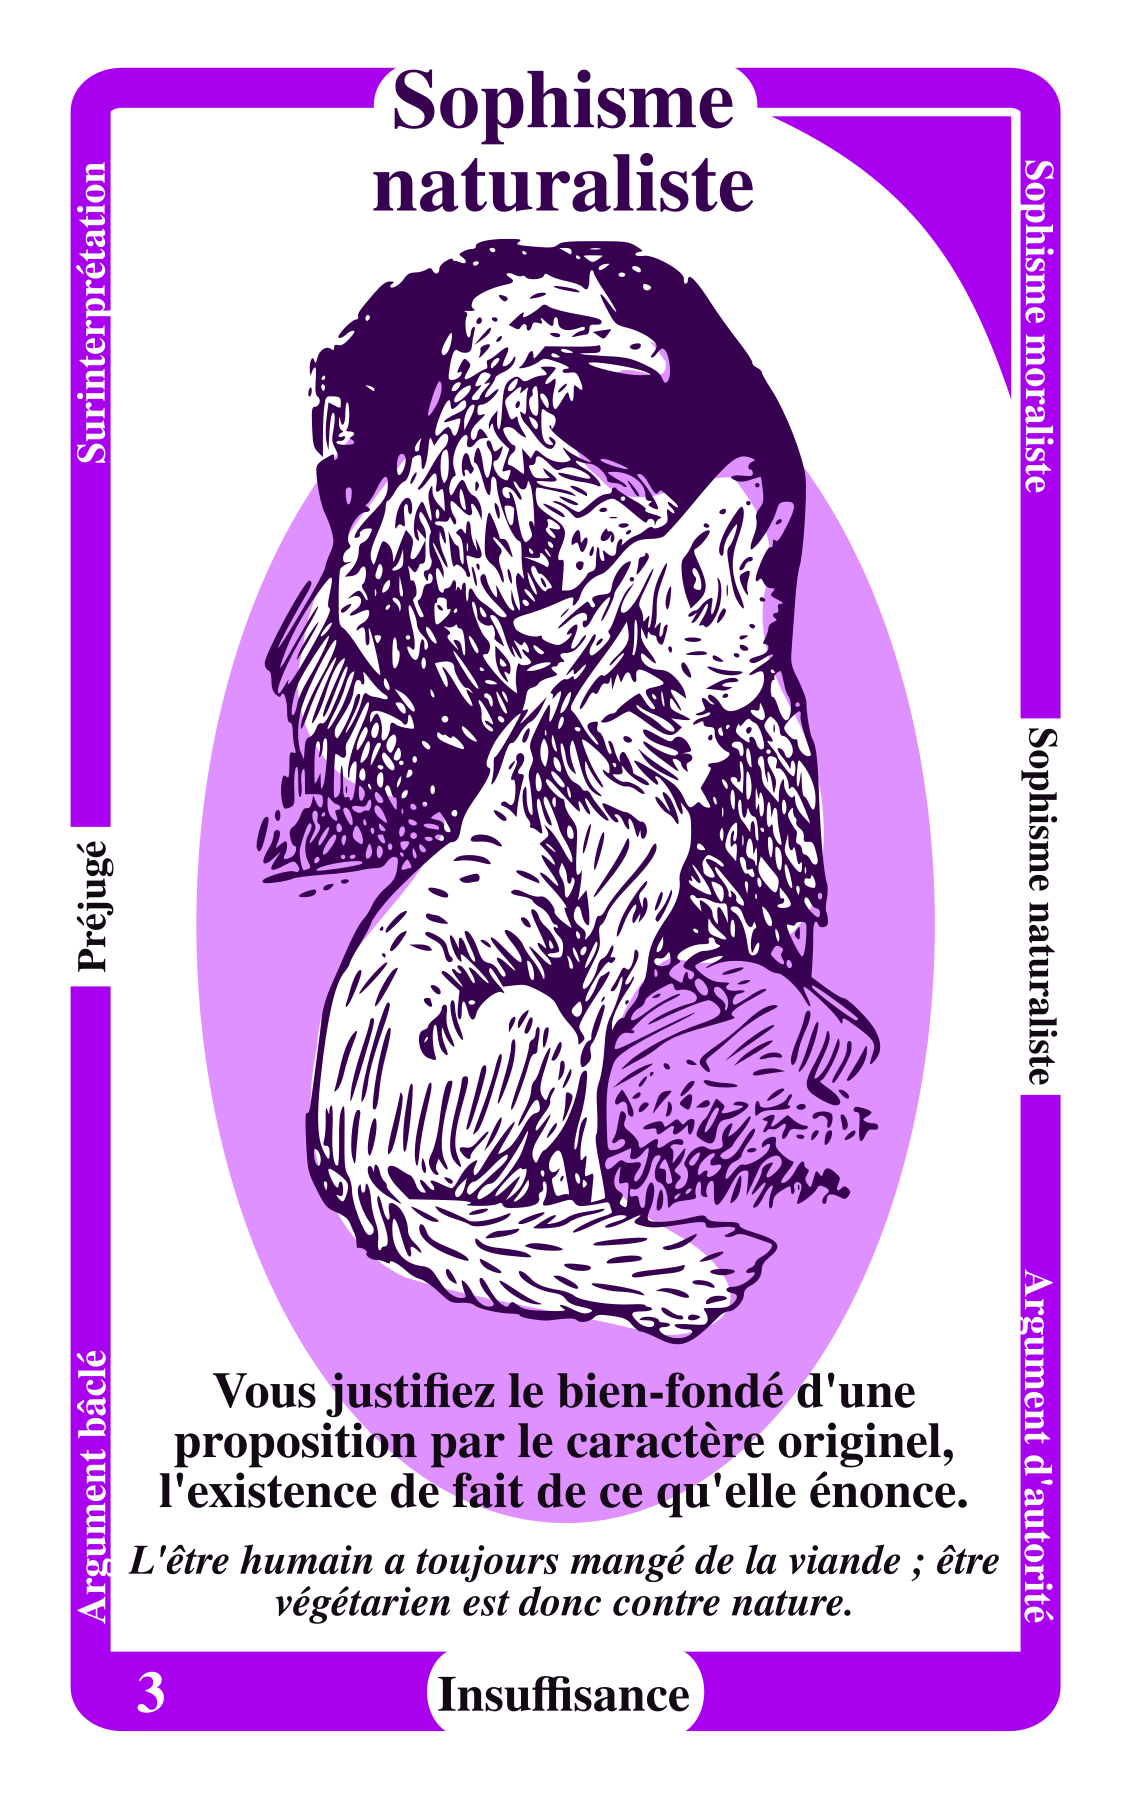 Sophisme
naturaliste
Surinterprétation
Préjugé
Argument bâclé
Sophisme moraliste
Sophisme naturaliste
Argument d'autorité
Vous justifiez le bien-fondé d'une
proposition par le caractère originel,
l'existence de fait de ce qu'elle énonce.
L'être humain a toujours mangé de la viande ; être
végétarien est donc contre nature.
3
Insuffisance